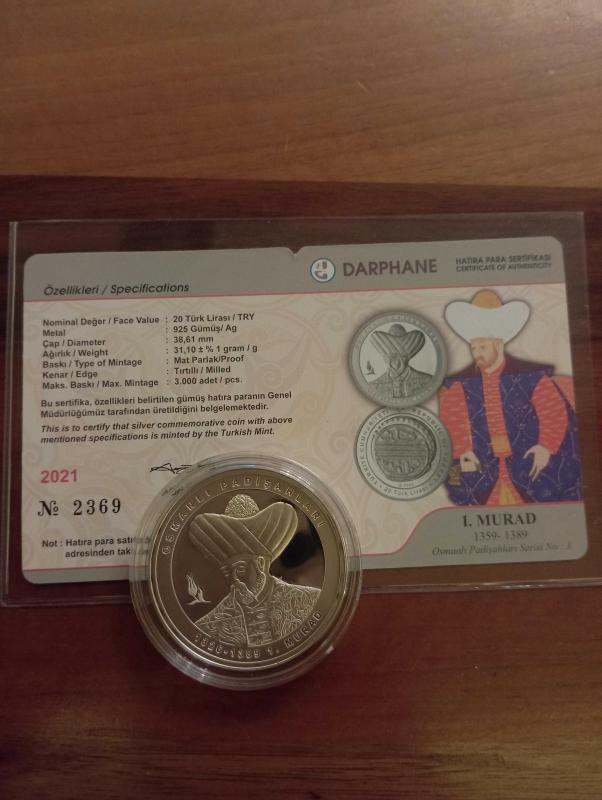 DARPHANE
HATIRA PARA SERTİFİKASI
CERTIFICATE OF AUTHENTICITY
Özellikleri / Specifications
Nominal Değer / Face Value : 20 Türk Lirası / TRY
Metal : 925 Gümüş/ Ag
Çap / Diameter : 38,61 mm
Ağırlık / Weight : 31,10 ± % 1 gram / g
Baskı / Type of Mintage : Mat Parlak/Proof
Kenar / Edge : Tırtıllı / Milled
Maks. Baskı / Max. Mintage : 3.000 adet / pcs.
Bu sertifika, özellikleri belirtilen gümüş hatıra paranın Genel
Müdürlüğümüz tarafından üretildiğini belgelemektedir.
This is to certify that silver commemorative coin with above
mentioned specifications is minted by the Turkish Mint.
2021
№ 2369
Not : Hatıra para
adresinden
I. MURAD
1359- 1389
Osmanlı Padişahları Serisi No :
OSMANLI PADİŞAHLARI
1326-1389 I. MURAD